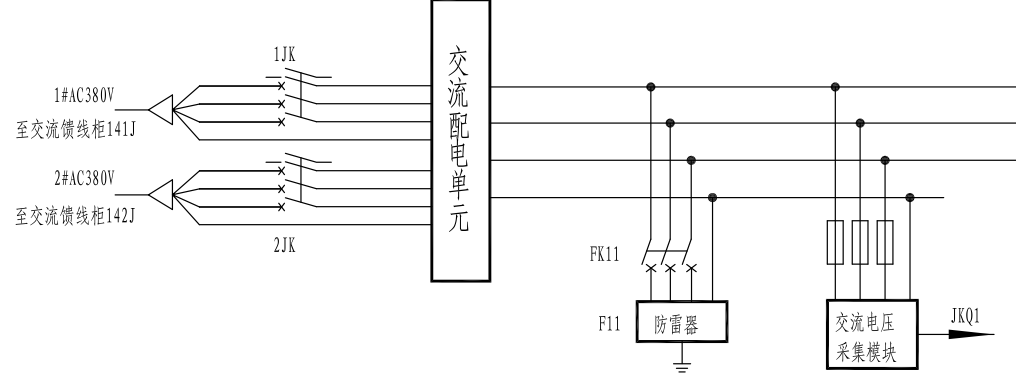 1JK
1#AC380V
至交流馈线柜141J
2#AC380V
至交流馈线柜142J
2JK
交流配电单元
FK11
F11
防雷器
交流电压
采集模块
JKQ1